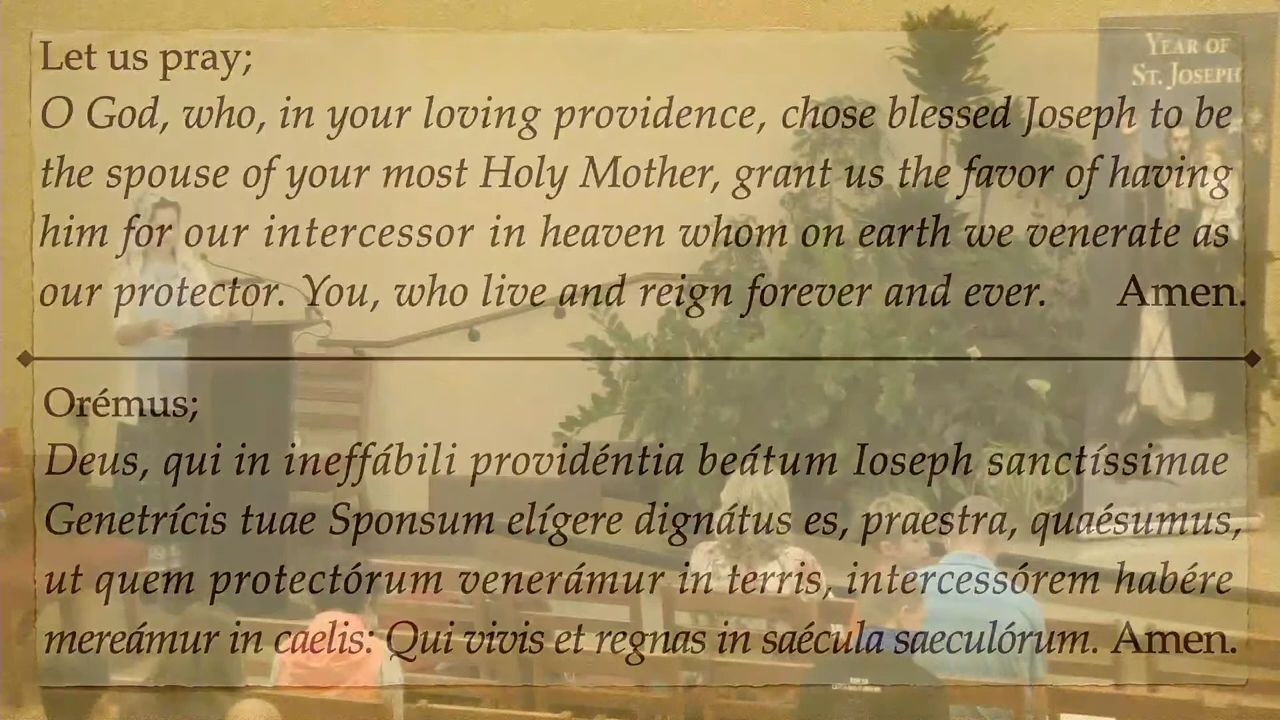 Let us pray;
O God, who, in your loving providence, chose blessed Joseph to be
the spouse of your most Holy Mother, grant us the favor of having
him for our intercessor in heaven whom on earth we venerate as
our protector. You, who live and reign forever and ever. Amen.
Orémus;
Deus, qui in ineffábili providéntia beátum Ioseph sanctíssimae
Genetrícis tuae Sponsum elígere dignátus es, praestra, quaésumus,
ut quem protectórum venerámur in terris, intercessórem habére
mereámur in caelis: Qui vivis et regnas in saécula saeculórum. Amen.
YEAR OF
ST. JOSEPH